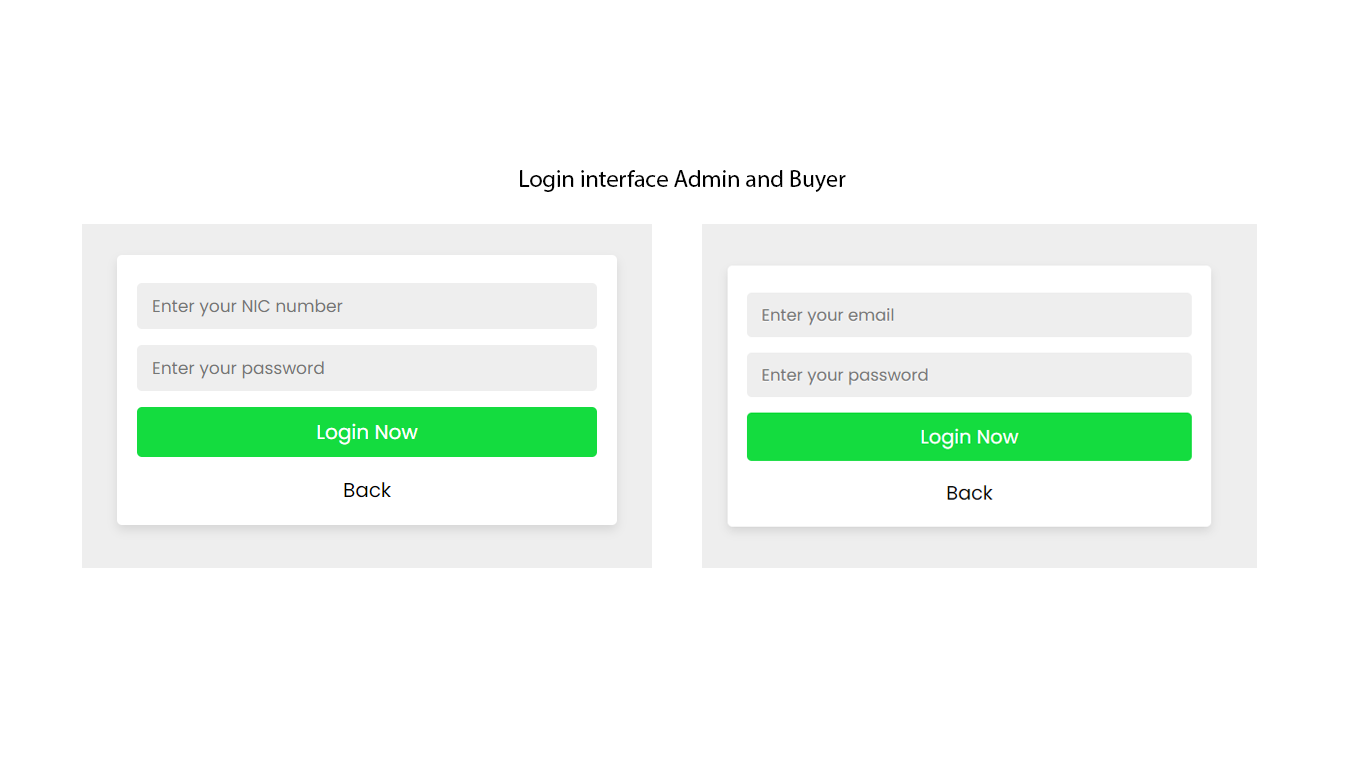 Login interface Admin and Buyer
Enter your NIC number
Enter your password
Login Now
Back
Enter your email
Enter your password
Login Now
Back